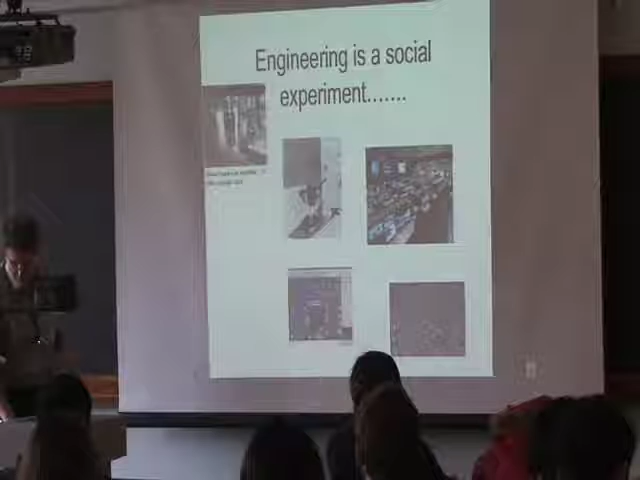 Engineering is a social
experiment.......